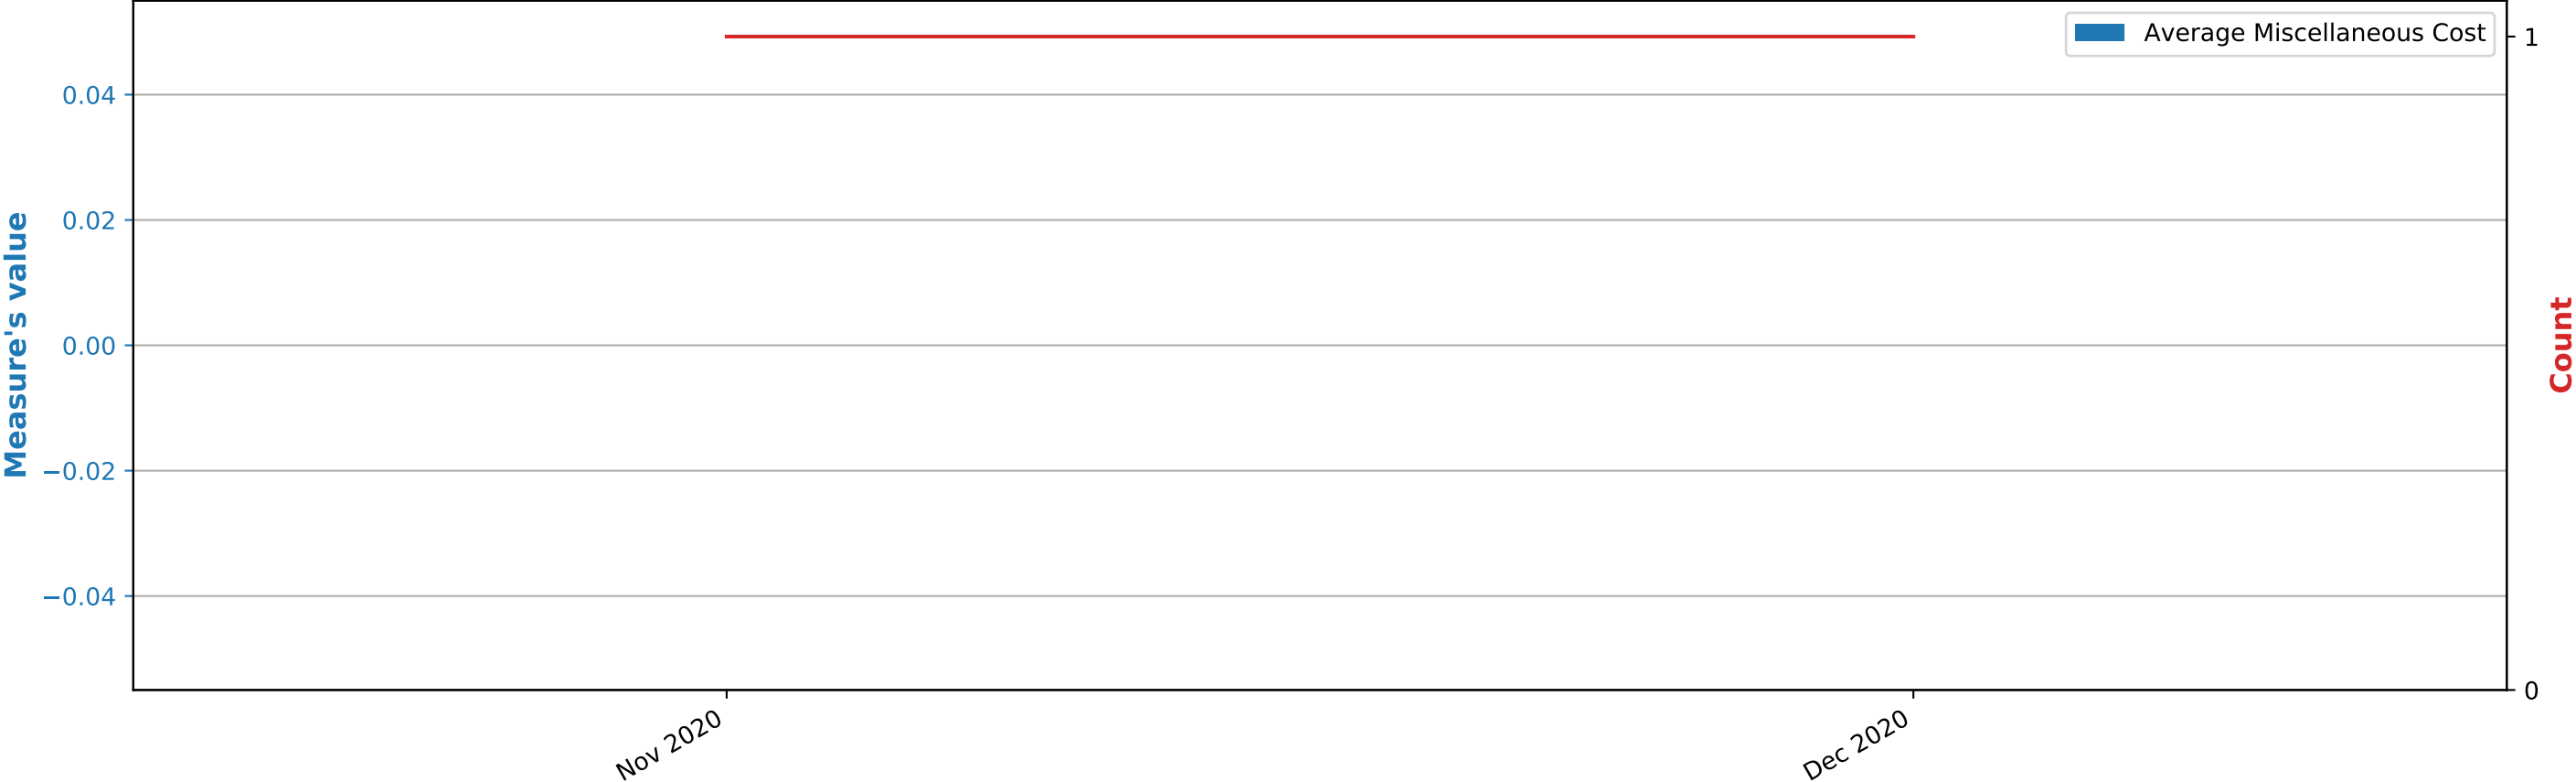 Average Miscellaneous Cost
Measure's value
0.04
0.02
0.00
−0.02
−0.04
1
0
Count
Nov 2020
Dec 2020